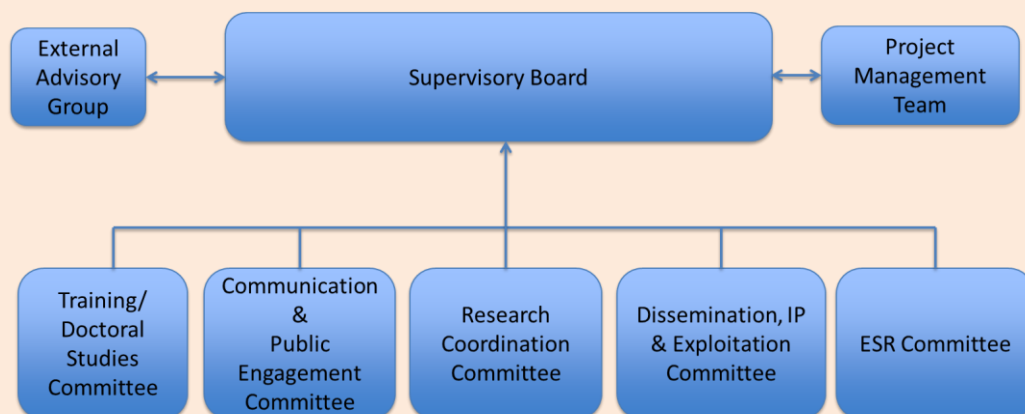 External
Advisory
Group
Supervisory Board
Project
Management
Team
Training/
Doctoral
Studies
Committee
Communication
&
Public
Engagement
Committee
Research
Coordination
Committee
Dissemination, IP
& Exploitation
Committee
ESR Committee